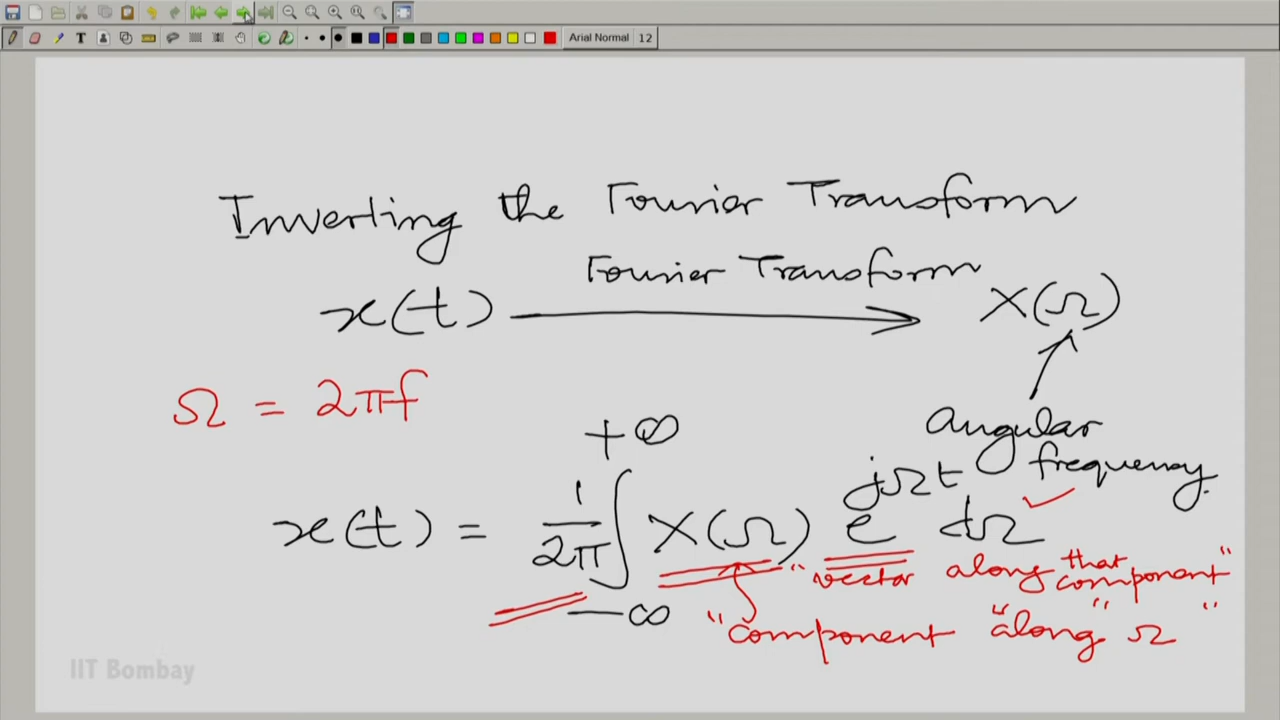 Arial Normal 12
Inverting the Fourier Transform
Fourier Transform
x(t) X(Ω)
Ω = 2πf
Angular
frequency.
+∞
x(t) = 1/2π ∫ X(Ω) e^jΩt dΩ
-∞
"vector along that component"
"component "along" Ω"
IIT Bombay